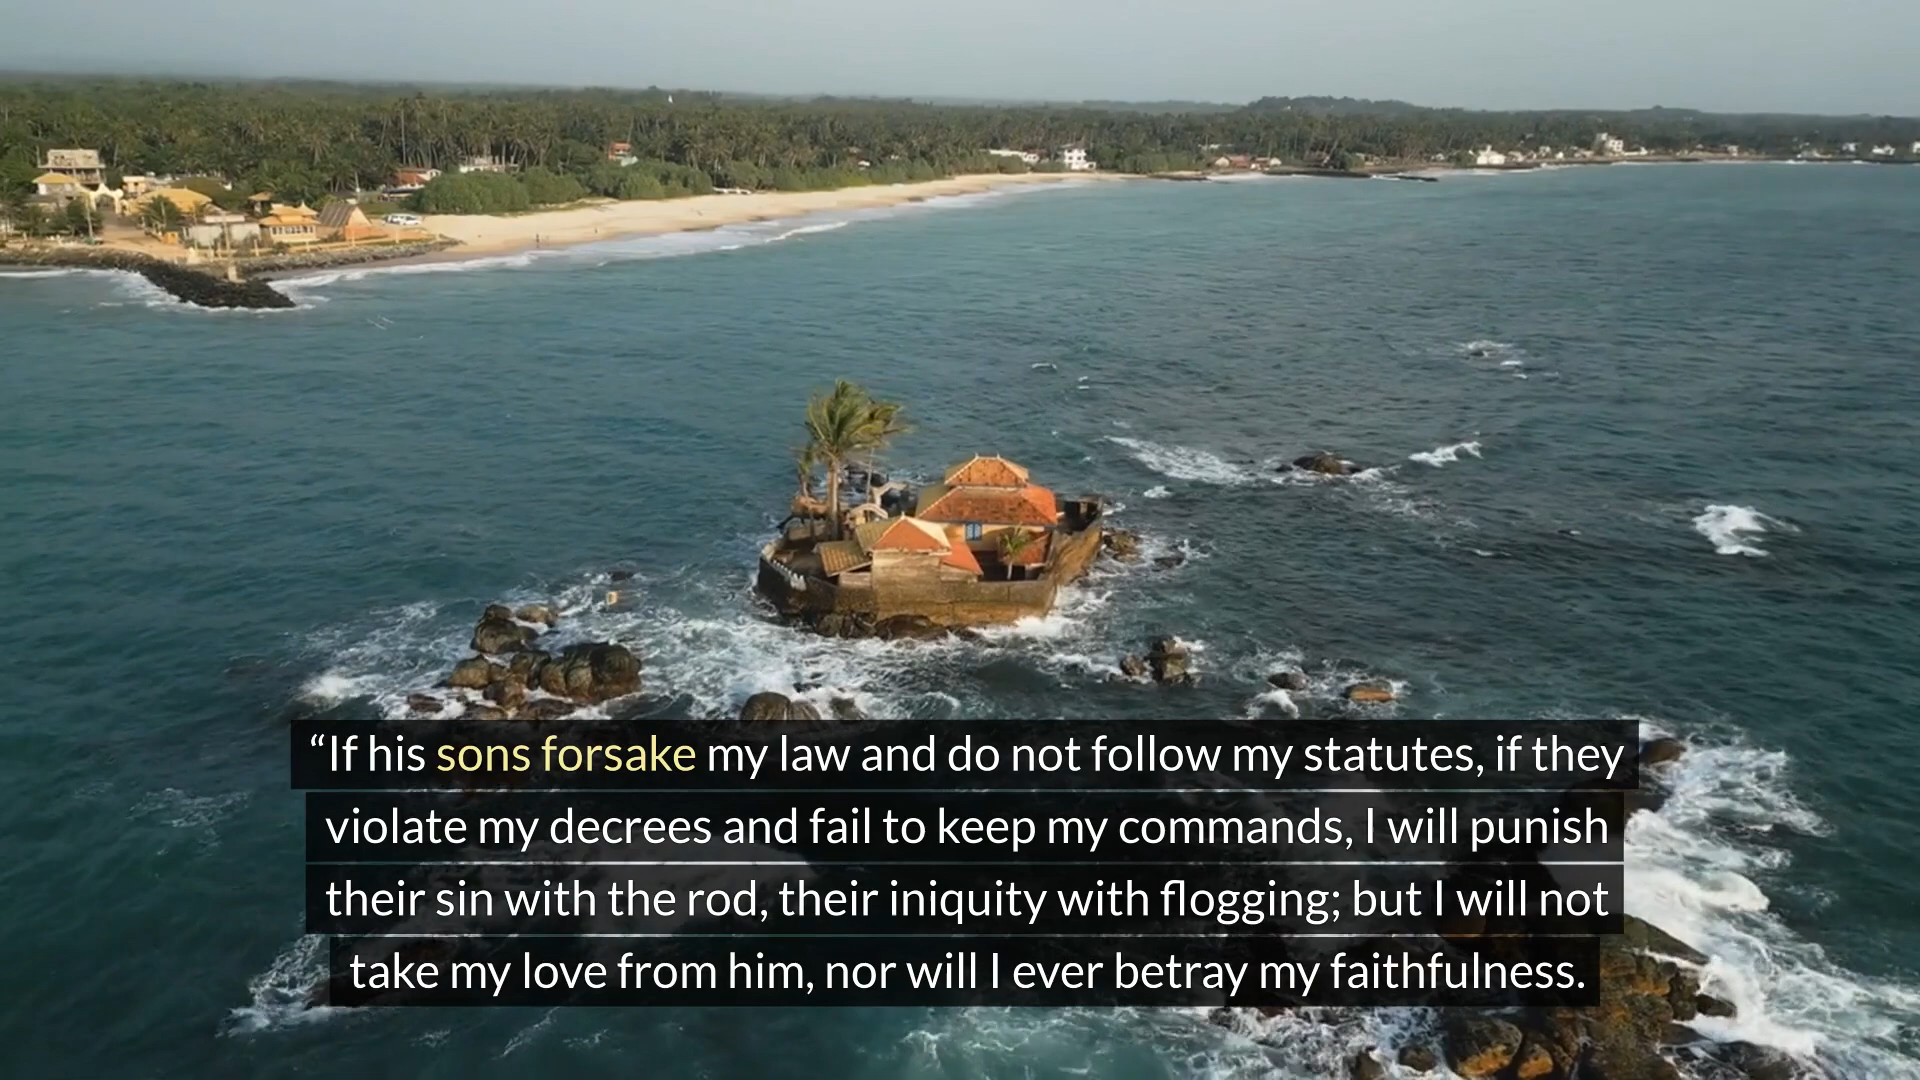 “If his sons forsake my law and do not follow my statutes, if they
violate my decrees and fail to keep my commands, I will punish
their sin with the rod, their iniquity with flogging; but I will not
take my love from him, nor will I ever betray my faithfulness.